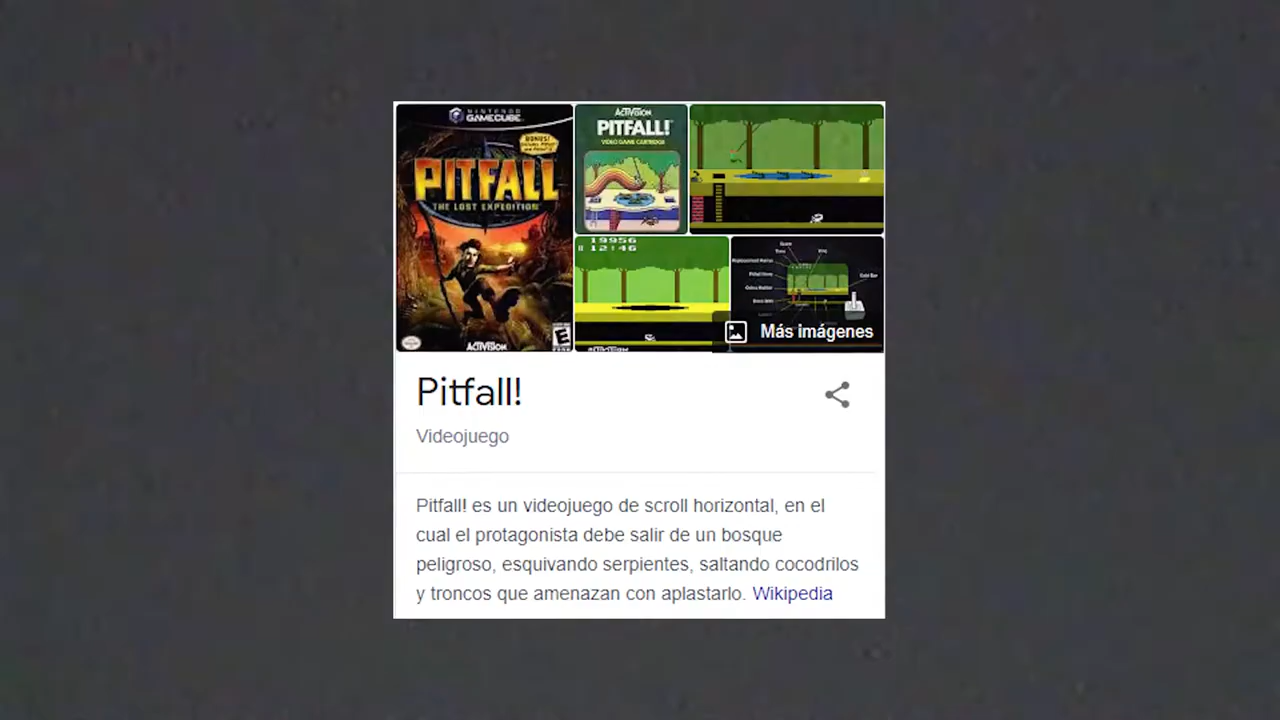 NINTENDO
GAMECUBE
BONUS!
PITFALL
THE LOST EXPEDITION
ACTIVISION
E
ACTIVISION
PITFALL!
VIDEO GAME CARTRIDGE
19956
12:46
ACTIVISION
Más imágenes
Pitfall!
Videojuego
Pitfall! es un videojuego de scroll horizontal, en el
cual el protagonista debe salir de un bosque
peligroso, esquivando serpientes, saltando cocodrilos
y troncos que amenazan con aplastarlo. Wikipedia